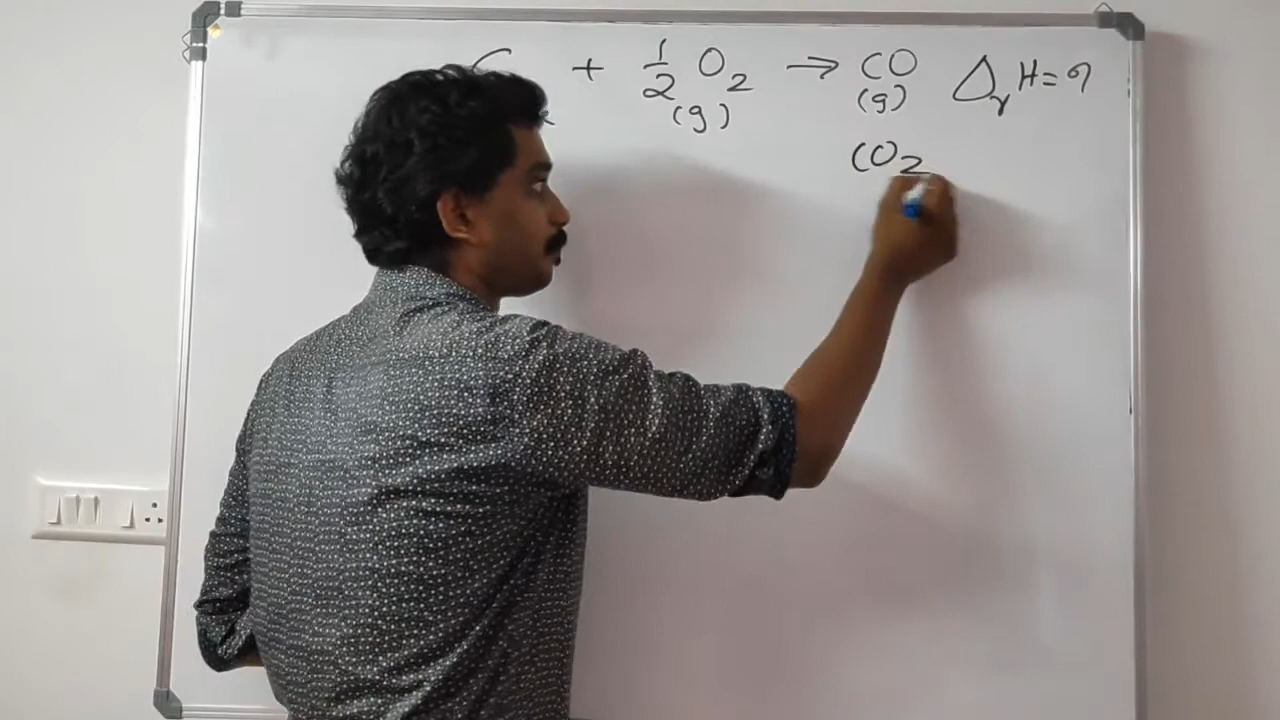 C + 1/2 O2 → CO ΔrH = ?
(g) (g)
CO2